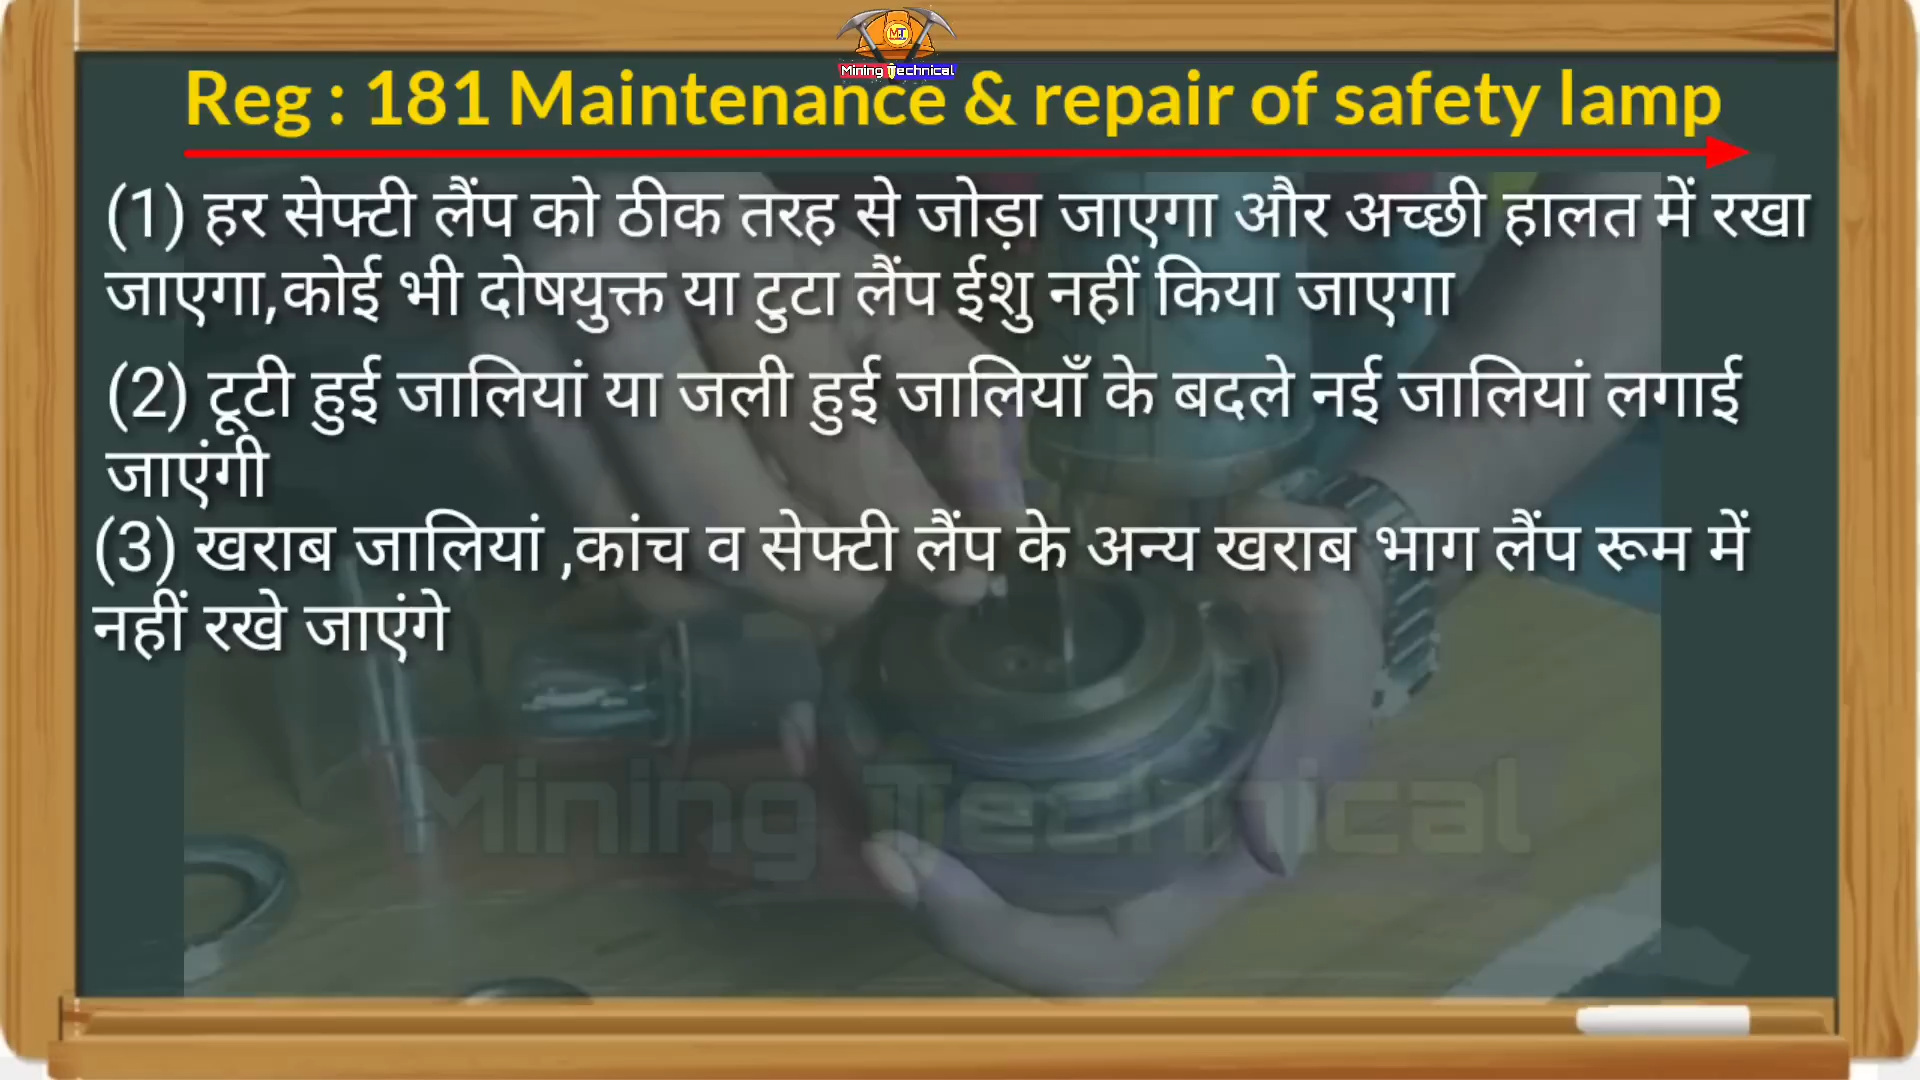 MT
Mining Technical
Reg : 181 Maintenance & repair of safety lamp
(1) हर सेफ्टी लैंप को ठीक तरह से जोड़ा जाएगा और अच्छी हालत में रखा
जाएगा,कोई भी दोषयुक्त या टुटा लैंप ईशु नहीं किया जाएगा
(2) टूटी हुई जालियां या जली हुई जालियाँ के बदले नई जालियां लगाई
जाएंगी
(3) खराब जालियां ,कांच व सेफ्टी लैंप के अन्य खराब भाग लैंप रूम में
नहीं रखे जाएंगे
Mining Technical